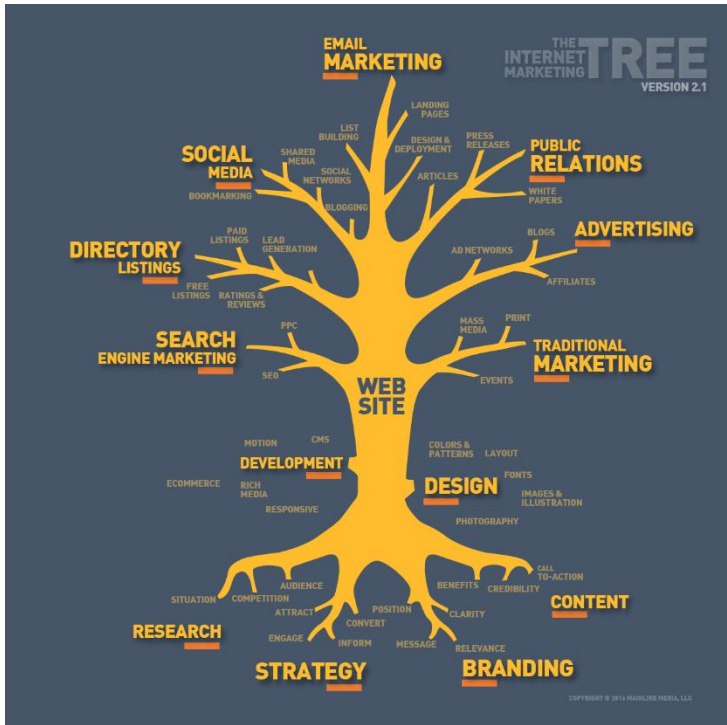 THE
INTERNET
MARKETING
TREE
VERSION 2.1
EMAIL
MARKETING
LANDING
PAGES
LIST
BUILDING
DESIGN &
DEPLOYMENT
PRESS
RELEASES
PUBLIC
RELATIONS
SOCIAL
MEDIA
SHARED
MEDIA
SOCIAL
NETWORKS
BOOKMARKING
BLOGGING
ARTICLES
WHITE
PAPERS
DIRECTORY
LISTINGS
PAID
LISTINGS
LEAD
GENERATION
FREE
LISTINGS
RATINGS &
REVIEWS
AD NETWORKS
BLOGS
ADVERTISING
AFFILIATES
SEARCH
ENGINE MARKETING
PPC
SEO
MASS
MEDIA
PRINT
TRADITIONAL
MARKETING
EVENTS
WEB
SITE
MOTION
CMS
DEVELOPMENT
ECOMMERCE
RICH
MEDIA
RESPONSIVE
COLORS &
PATTERNS
LAYOUT
DESIGN
FONTS
IMAGES &
ILLUSTRATION
PHOTOGRAPHY
SITUATION
COMPETITION
AUDIENCE
RESEARCH
ATTRACT
ENGAGE
INFORM
CONVERT
STRATEGY
POSITION
MESSAGE
CLARITY
RELEVANCE
BRANDING
BENEFITS
CREDIBILITY
CALL
TO-ACTION
CONTENT
COPYRIGHT © 2016 MAINLINE MEDIA, LLC